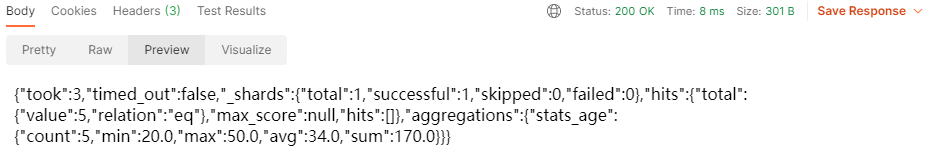 Body Cookies Headers (3) Test Results Status: 200 OK Time: 8 ms Size: 301 B Save Response
Pretty Raw Preview Visualize
{"took":3,"timed_out":false,"_shards":{"total":1,"successful":1,"skipped":0,"failed":0},"hits":{"total":
{"value":5,"relation":"eq"},"max_score":null,"hits":[]},"aggregations":{"stats_age":
{"count":5,"min":20.0,"max":50.0,"avg":34.0,"sum":170.0}}}